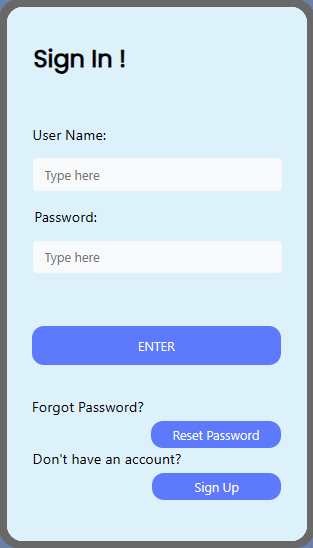 Sign In !
User Name:
Type here
Password:
Type here
ENTER
Forgot Password?
Reset Password
Don't have an account?
Sign Up